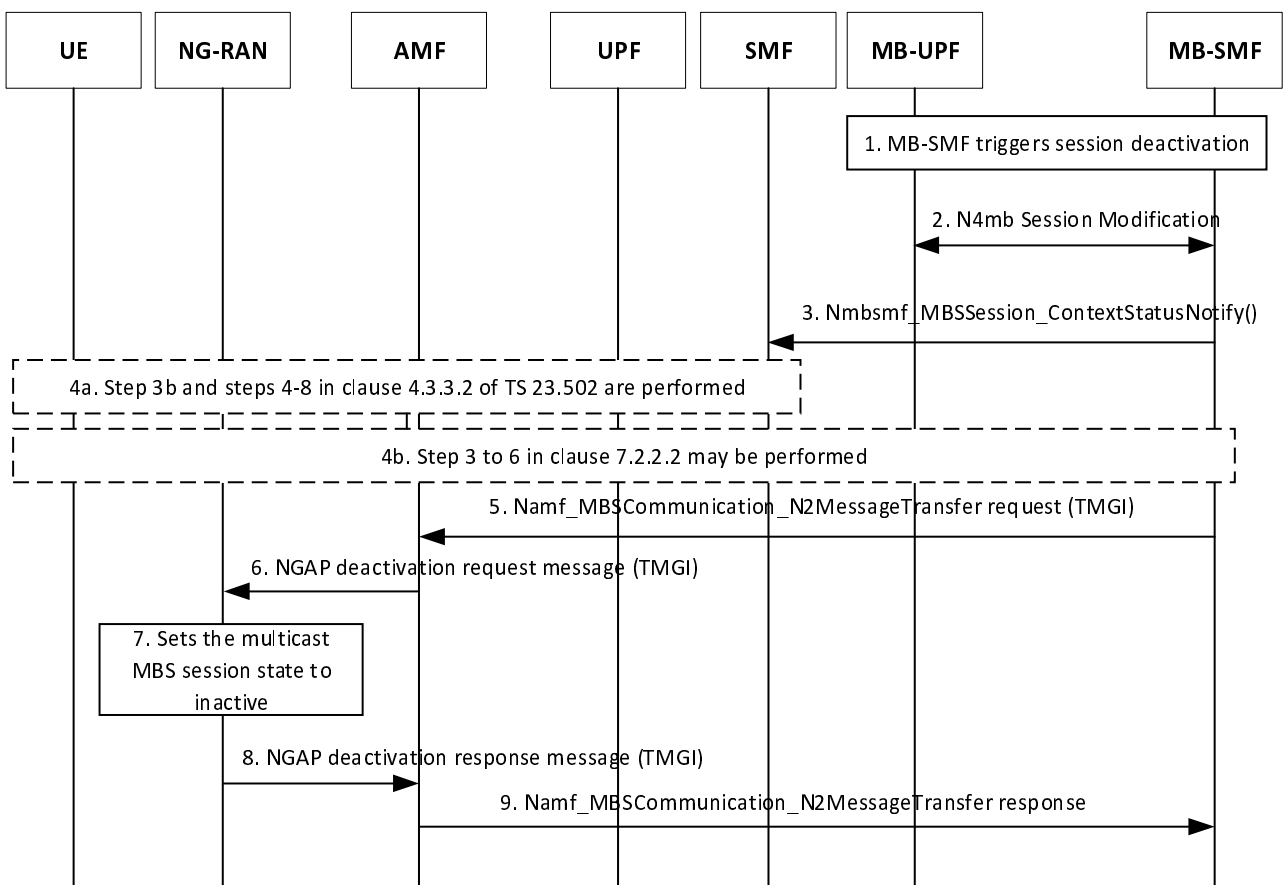 UE NG-RAN AMF UPF SMF MB-UPF MB-SMF
1. MB-SMF triggers session deactivation
2. N4mb Session Modification
3. Nmbsmf_MBSSession_ContextStatusNotify()
4a. Step 3b and steps 4-8 in clause 4.3.3.2 of TS 23.502 are performed
4b. Step 3 to 6 in clause 7.2.2.2 may be performed
5. Namf_MBSCommunication_N2MessageTransfer request (TMGI)
6. NGAP deactivation request message (TMGI)
7. Sets the multicast
MBS session state to
inactive
8. NGAP deactivation response message (TMGI)
9. Namf_MBSCommunication_N2MessageTransfer response